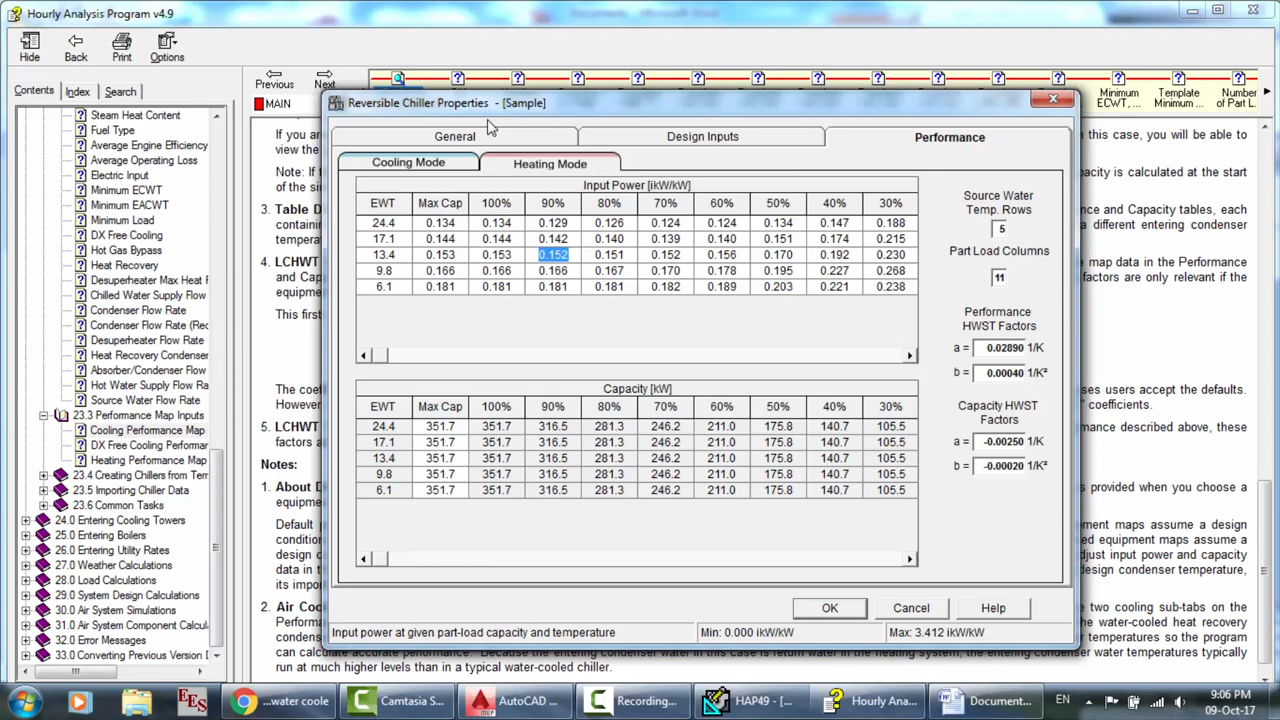 Hourly Analysis Program v4.9
Hide
Back
Print
Options
Contents
Index
Search
Previous
Next
MAIN
Minimum ECWT, ...
Template Minimum ...
Number of Part L...
Steam Heat Content
Fuel Type
Average Engine Efficiency
Average Operating Loss
Electric Input
Minimum ECWT
Minimum EACWT
Minimum Load
DX Free Cooling
Hot Gas Bypass
Heat Recovery
Desuperheater Max Heat F
Chilled Water Supply Flow
Condenser Flow Rate
Condenser Flow Rate (Rec
Desuperheater Flow Rate
Heat Recovery Condenser
Absorber/Condenser Flow
Hot Water Supply Flow Ra
Source Water Flow Rate
23.3 Performance Map Inputs
Cooling Performance Map
DX Free Cooling Performar
Heating Performance Map
23.4 Creating Chillers from Tem
23.5 Importing Chiller Data
23.6 Common Tasks
24.0 Entering Cooling Towers
25.0 Entering Boilers
26.0 Entering Utility Rates
27.0 Weather Calculations
28.0 Load Calculations
29.0 System Design Calculations
30.0 Air System Simulations
31.0 Air System Component Calcul
32.0 Error Messages
33.0 Converting Previous Version D
Reversible Chiller Properties - [Sample]
General
Design Inputs
Performance
Cooling Mode
Heating Mode
Input Power [ikW/kW]
EWT Max Cap 100% 90% 80% 70% 60% 50% 40% 30%
24.4 0.134 0.134 0.129 0.126 0.124 0.124 0.134 0.147 0.188
17.1 0.144 0.144 0.142 0.140 0.139 0.140 0.151 0.174 0.215
13.4 0.153 0.153 0.152 0.151 0.152 0.156 0.170 0.192 0.230
9.8 0.166 0.166 0.166 0.167 0.170 0.178 0.195 0.227 0.268
6.1 0.181 0.181 0.181 0.181 0.182 0.189 0.203 0.221 0.238
Capacity [kW]
EWT Max Cap 100% 90% 80% 70% 60% 50% 40% 30%
24.4 351.7 351.7 316.5 281.3 246.2 211.0 175.8 140.7 105.5
17.1 351.7 351.7 316.5 281.3 246.2 211.0 175.8 140.7 105.5
13.4 351.7 351.7 316.5 281.3 246.2 211.0 175.8 140.7 105.5
9.8 351.7 351.7 316.5 281.3 246.2 211.0 175.8 140.7 105.5
6.1 351.7 351.7 316.5 281.3 246.2 211.0 175.8 140.7 105.5
Source Water
Temp. Rows
5
Part Load Columns
11
Performance
HWST Factors
a = 0.02890 1/K
b = 0.00040 1/K²
Capacity HWST
Factors
a = -0.00250 1/K
b = -0.00020 1/K²
OK
Cancel
Help
Input power at given part-load capacity and temperature
Min: 0.000 ikW/kW
Max: 3.412 ikW/kW
If you ar
the view
Note: If
of the sin
3. Table D
containin
temperat
4. LCHWT
and Capa
equipme
This first
The coef
However
5. LCHWT
factors a
Notes:
1. About D
equipme
Default p
conditior
design c
data in t
its impor
2. Air Coo
Performa
condens
can calculate accurate performance. Because the entering condenser water in this case is return water in the heating system, the entering condenser water temperatures typically
run at much higher levels than in a typical water-cooled chiller.
n this case, you will be able to
pacity is calculated at the start
ance and Capacity tables, each
a different entering condenser
e map data in the Performance
factors are only relevant if the
ses users accept the defaults.
" coefficients.
mance described above, these
s provided when you choose a
ment maps assume a design
ed equipment maps assume a
djust input power and capacity
design condenser temperature,
e two cooling sub-tabs on the
the water-cooled heat recovery
temperatures so the program
...water coole
Camtasia S...
AutoCAD ...
Recording...
HAP49 - [...
Hourly Ana...
Document...
EN
9:06 PM
09-Oct-17